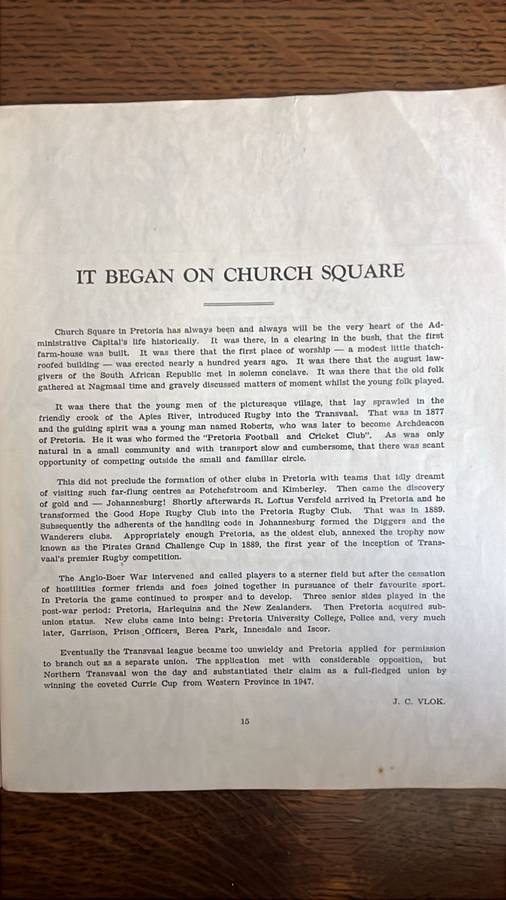 IT BEGAN ON CHURCH SQUARE
Church Square in Pretoria has always been and always will be the very heart of the Ad-
ministrative Capital's life historically. It was there, in a clearing in the bush, that the first
farm-house was built. It was there that the first place of worship — a modest little thatch-
roofed building — was erected nearly a hundred years ago. It was there that the august law-
givers of the South African Republic met in solemn conclave. It was there that the old folk
gathered at Nagmaal time and gravely discussed matters of moment whilst the young folk played.
It was there that the young men of the picturesque village, that lay sprawled in the
friendly crook of the Apies River, introduced Rugby into the Transvaal. That was in 1877
and the guiding spirit was a young man named Roberts, who was later to become Archdeacon
of Pretoria. He it was who formed the "Pretoria Football and Cricket Club". As was only
natural in a small community and with transport slow and cumbersome, that there was scant
opportunity of competing outside the small and familiar circle.
This did not preclude the formation of other clubs in Pretoria with teams that idly dreamt
of visiting such far-flung centres as Potchefstroom and Kimberley. Then came the discovery
of gold and — Johannesburg! Shortly afterwards R. Loftus Versfeld arrived in Pretoria and he
transformed the Good Hope Rugby Club into the Pretoria Rugby Club. That was in 1889.
Subsequently the adherents of the handling code in Johannesburg formed the Diggers and the
Wanderers clubs. Appropriately enough Pretoria, as the oldest club, annexed the trophy now
known as the Pirates Grand Challenge Cup in 1889, the first year of the inception of Trans-
vaal's premier Rugby competition.
The Anglo-Boer War intervened and called players to a sterner field but after the cessation
of hostilities former friends and foes joined together in pursuance of their favourite sport.
In Pretoria the game continued to prosper and to develop. Three senior sides played in the
post-war period: Pretoria, Harlequins and the New Zealanders. Then Pretoria acquired sub-
union status. New clubs came into being: Pretoria University College, Police and, very much
later, Garrison, Prison Officers, Berea Park, Innesdale and Iscor.
Eventually the Transvaal league became too unwieldy and Pretoria applied for permission
to branch out as a separate union. The application met with considerable opposition, but
Northern Transvaal won the day and substantiated their claim as a full-fledged union by
winning the coveted Currie Cup from Western Province in 1947.
J. C. VLOK.
15